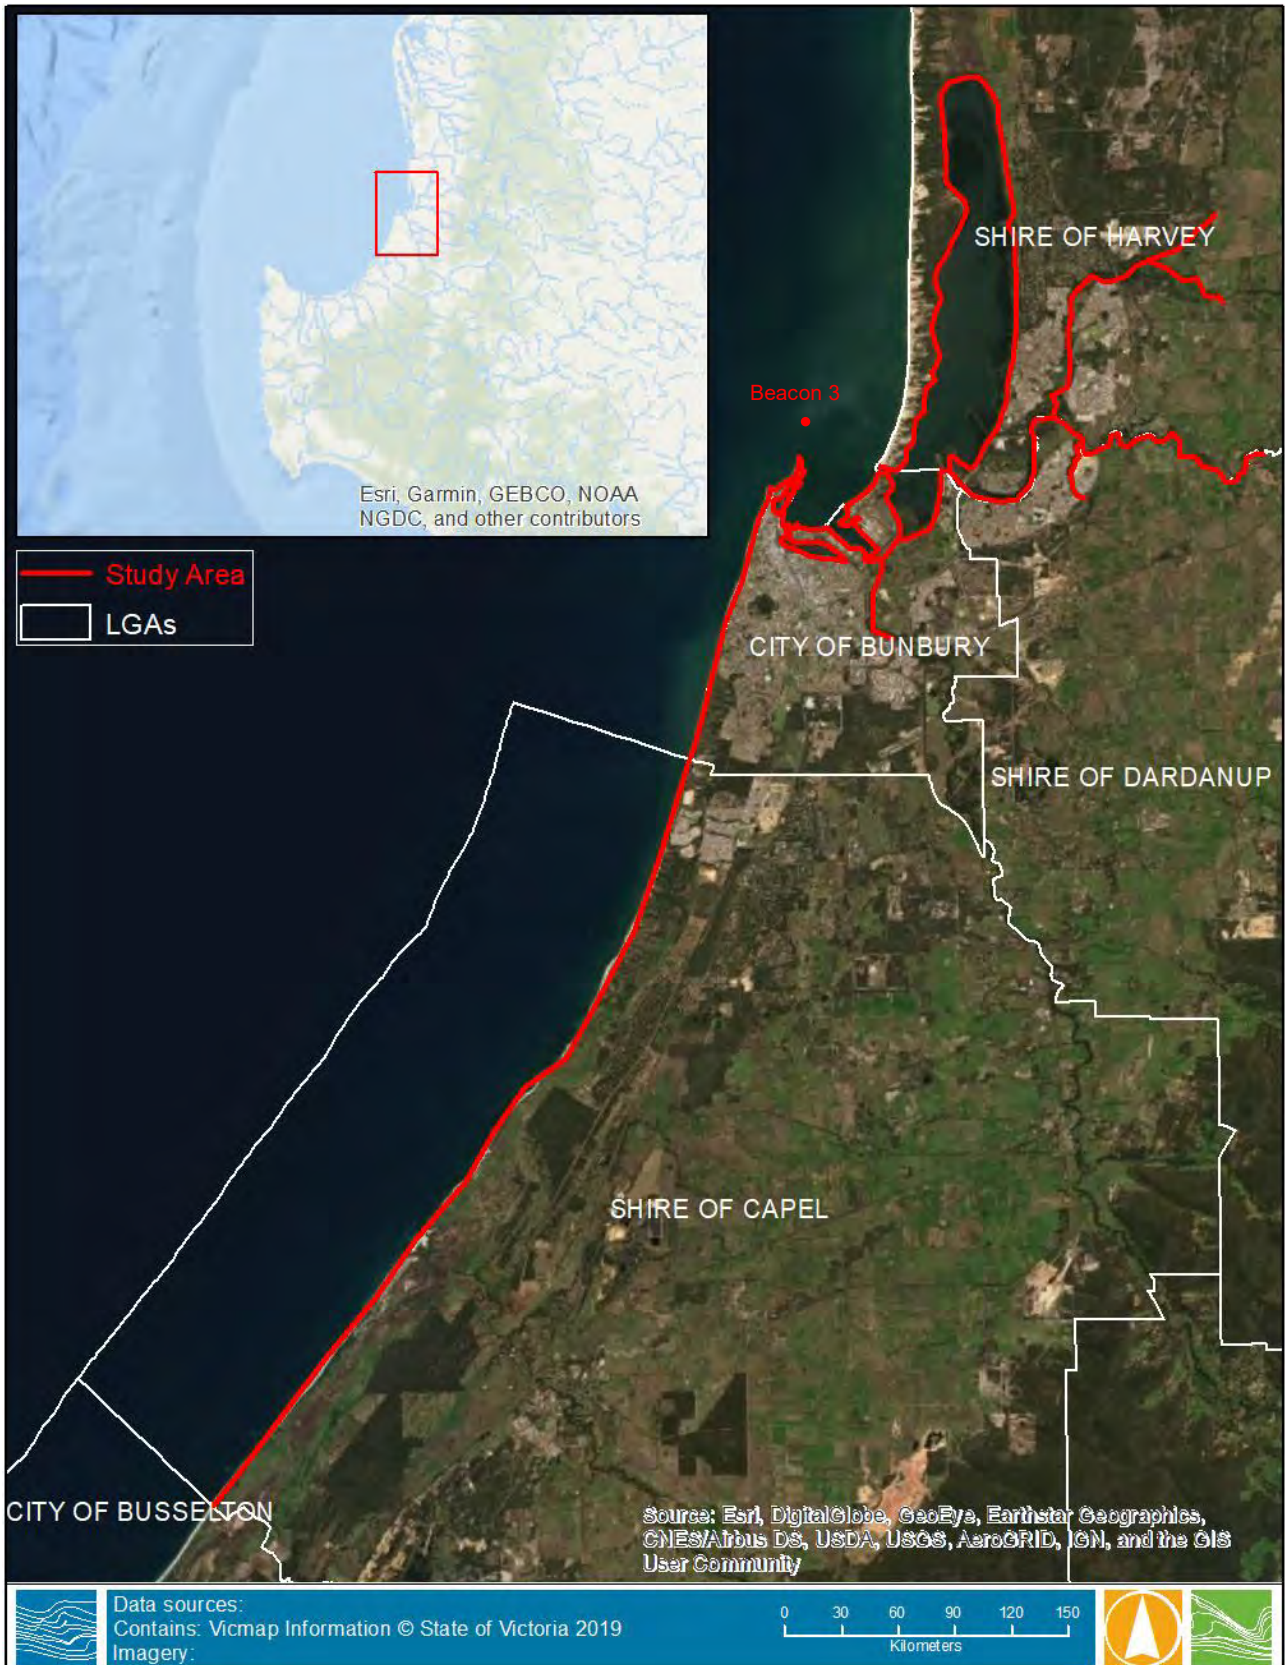 Esri, Garmin, GEBCO, NOAA
NGDC, and other contributors
Study Area
LGAs
SHIRE OF HARVEY
Beacon 3
CITY OF BUNBURY
SHIRE OF DARDANUP
SHIRE OF CAPEL
CITY OF BUSSELTON
Source: Esri, DigitalGlobe, GeoEye, Earthstar Geographics,
CNES/Airbus DS, USDA, USGS, AeroGRID, IGN, and the GIS
User Community
Data sources:
Contains: Vicmap Information © State of Victoria 2019
Imagery:
0 30 60 90 120 150
Kilometers